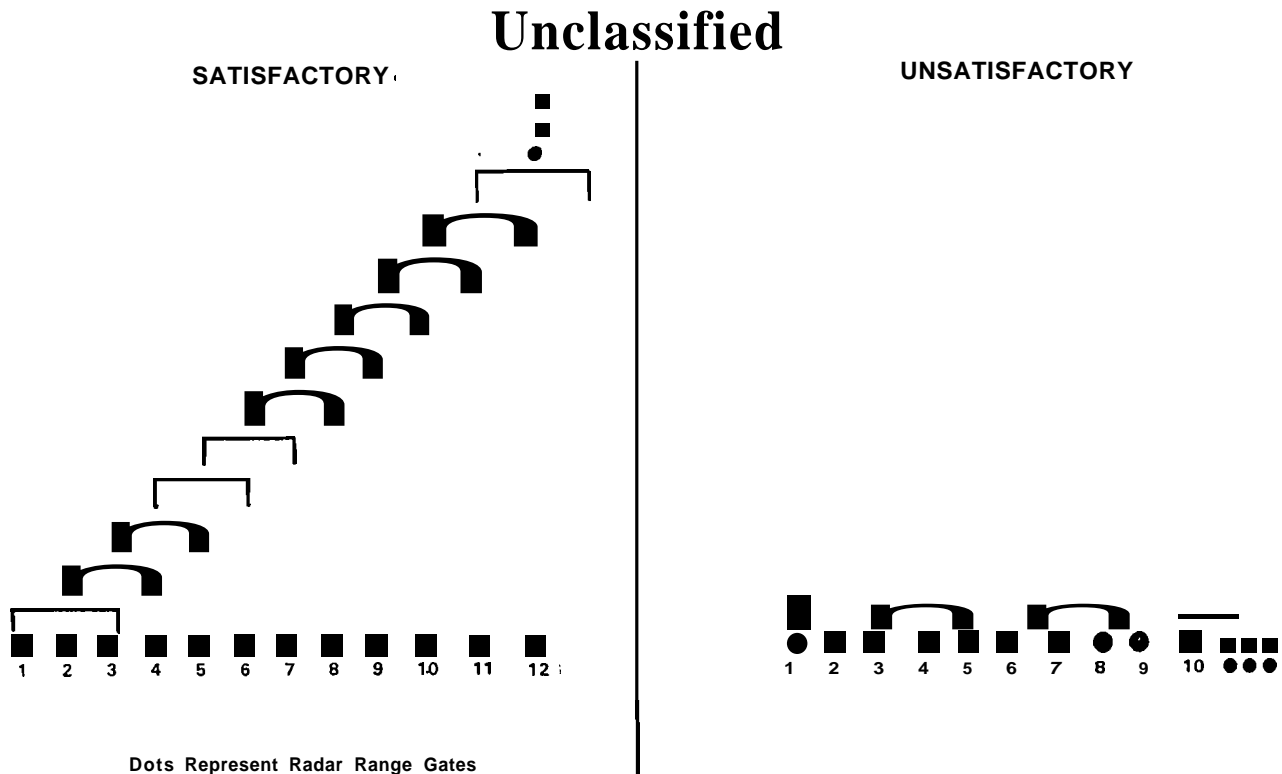 Unclassified
SATISFACTORY
UNSATISFACTORY
1 2 3 4 5 6 7 8 9 10 11 12
1 2 3 4 5 6 7 8 9 10
Dots Represent Radar Range Gates